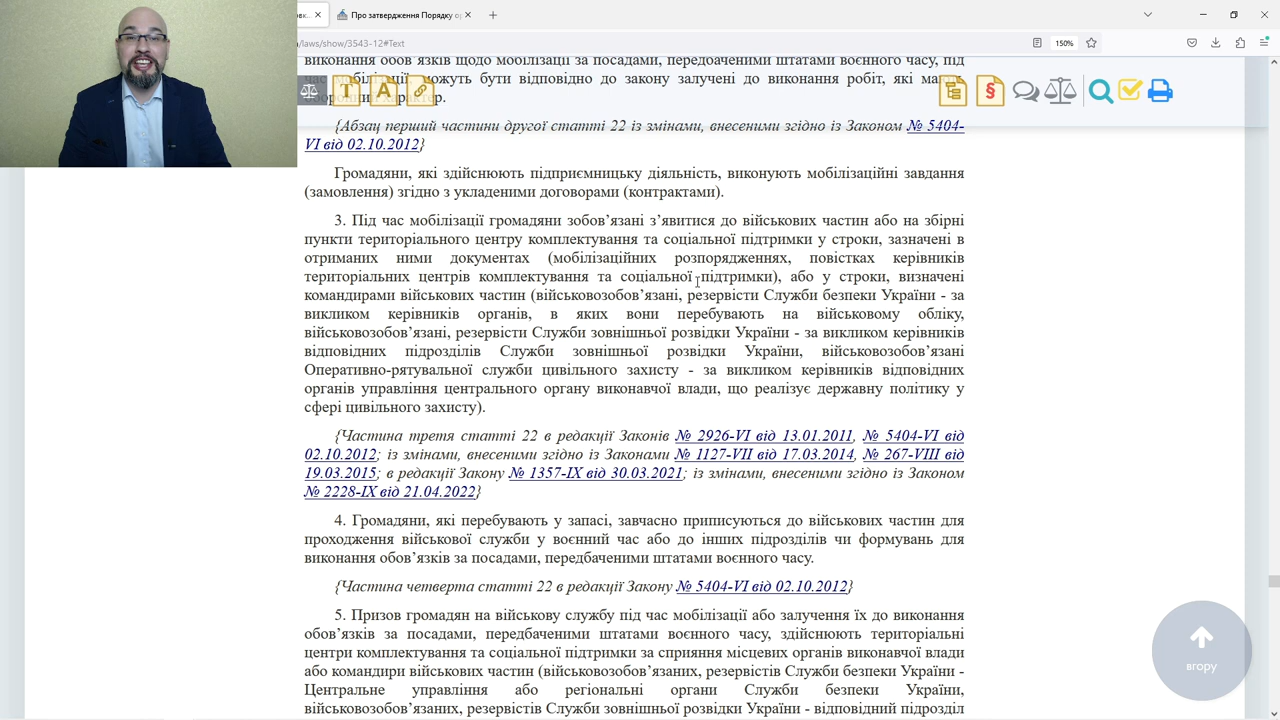 Про затвердження Порядку ор
/laws/show/3543-12#Text
150%
виконання обов'язків щодо мобілізації за посадами, передбаченими штатами воєнного часу, під
час мобілізації можуть бути відповідно до закону залучені до виконання робіт, які мають
оборонний характер.
{Абзац перший частини другої статті 22 із змінами, внесеними згідно із Законом № 5404-
VI від 02.10.2012}
Громадяни, які здійснюють підприємницьку діяльність, виконують мобілізаційні завдання
(замовлення) згідно з укладеними договорами (контрактами).
3. Під час мобілізації громадяни зобов’язані з’явитися до військових частин або на збірні
пункти територіального центру комплектування та соціальної підтримки у строки, зазначені в
отриманих ними документах (мобілізаційних розпорядженнях, повістках керівників
територіальних центрів комплектування та соціальної підтримки), або у строки, визначені
командирами військових частин (військовозобов’язані, резервісти Служби безпеки України - за
викликом керівників органів, в яких вони перебувають на військовому обліку,
військовозобов’язані, резервісти Служби зовнішньої розвідки України - за викликом керівників
відповідних підрозділів Служби зовнішньої розвідки України, військовозобов’язані
Оперативно-рятувальної служби цивільного захисту - за викликом керівників відповідних
органів управління центрального органу виконавчої влади, що реалізує державну політику у
сфері цивільного захисту).
{Частина третя статті 22 в редакції Законів № 2926-VI від 13.01.2011, № 5404-VI від
02.10.2012; із змінами, внесеними згідно із Законами № 1127-VII від 17.03.2014, № 267-VIII від
19.03.2015; в редакції Закону № 1357-IX від 30.03.2021; із змінами, внесеними згідно із Законом
№ 2228-IX від 21.04.2022}
4. Громадяни, які перебувають у запасі, завчасно приписуються до військових частин для
проходження військової служби у воєнний час або до інших підрозділів чи формувань для
виконання обов’язків за посадами, передбаченими штатами воєнного часу.
{Частина четверта статті 22 в редакції Закону № 5404-VI від 02.10.2012}
5. Призов громадян на військову службу під час мобілізації або залучення їх до виконання
обов’язків за посадами, передбаченими штатами воєнного часу, здійснюють територіальні
центри комплектування та соціальної підтримки за сприяння місцевих органів виконавчої влади
або командири військових частин (військовозобов’язаних, резервістів Служби безпеки України -
Центральне управління або регіональні органи Служби безпеки України,
військовозобов’язаних, резервістів Служби зовнішньої розвідки України - відповідний підрозділ
вгору